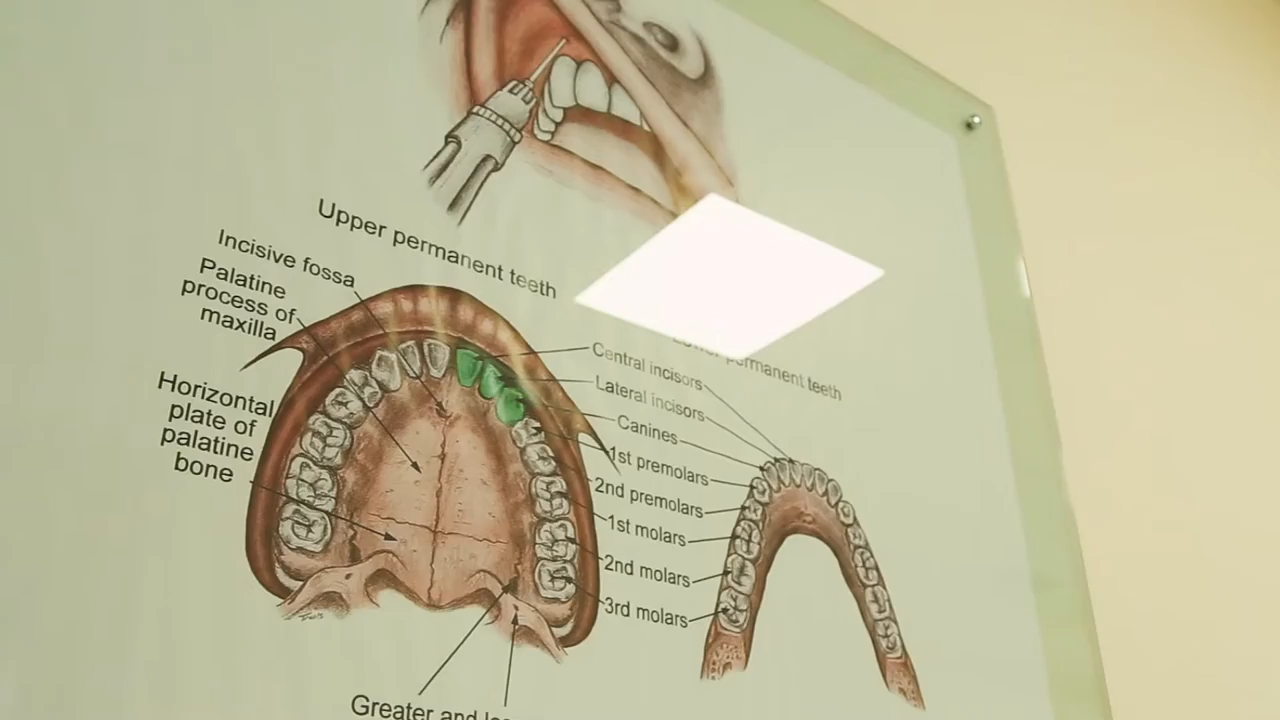 Upper permanent teeth
Incisive fossa
Palatine
process of
maxilla
Horizontal
plate of
palatine
bone
permanent teeth
Central incisors
Lateral incisors
Canines
1st premolars
2nd premolars
1st molars
2nd molars
3rd molars
Greater and